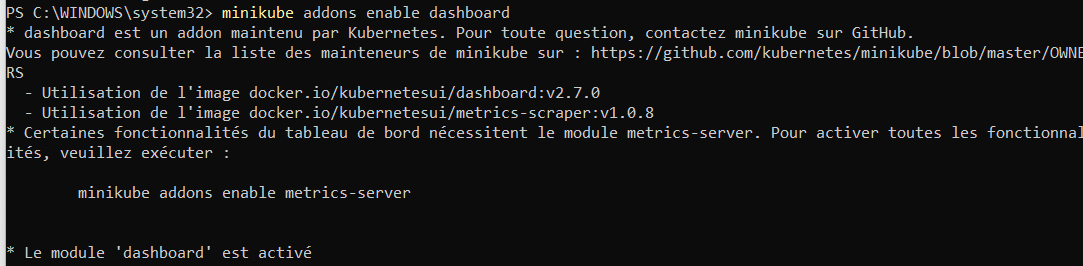 PS C:\WINDOWS\system32> minikube addons enable dashboard
* dashboard est un addon maintenu par Kubernetes. Pour toute question, contactez minikube sur GitHub.
Vous pouvez consulter la liste des mainteneurs de minikube sur : https://github.com/kubernetes/minikube/blob/master/OWNE
RS
  - Utilisation de l'image docker.io/kubernetesui/dashboard:v2.7.0
  - Utilisation de l'image docker.io/kubernetesui/metrics-scraper:v1.0.8
* Certaines fonctionnalités du tableau de bord nécessitent le module metrics-server. Pour activer toutes les fonctionnal
ités, veuillez exécuter :
        minikube addons enable metrics-server
* Le module 'dashboard' est activé